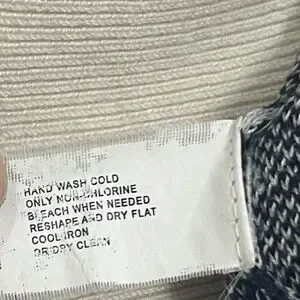 HAND WASH COLD
ONLY NON-CHLORINE
BLEACH WHEN NEEDED
RESHAPE AND DRY FLAT
COOL IRON
OR DRY CLEAN